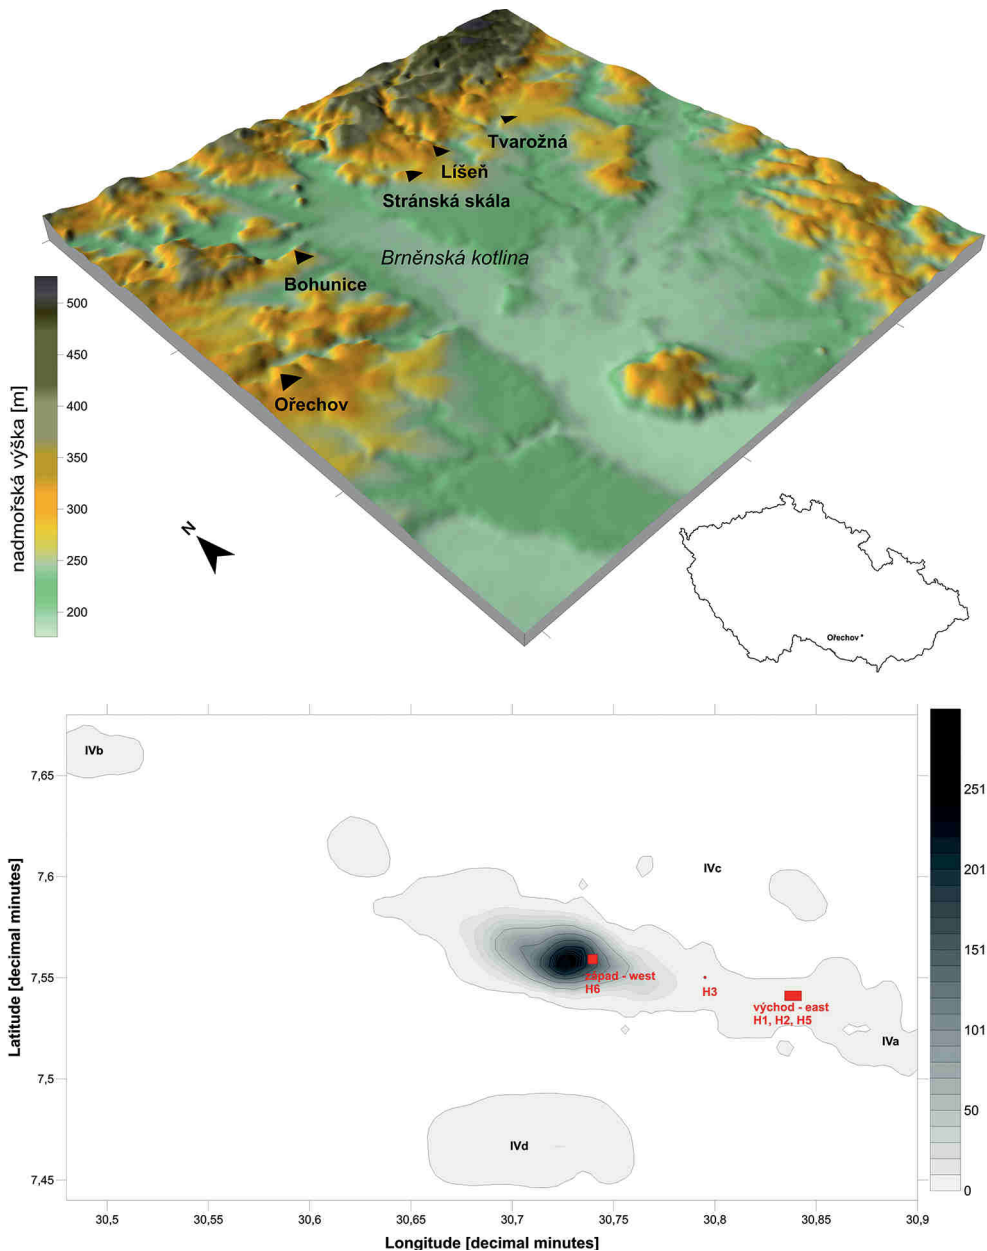 Tvarožná
Líšeň
Stránská skála
Brněnská kotlina
Bohunice
Ořechov
nadmořská výška [m]
500
450
400
350
300
250
200
N
Ořechov
Latitude [decimal minutes]
7,65
7,6
7,55
7,5
7,45
IVb
IVc
západ - west
H6
H3
východ - east
H1, H2, H5
IVa
IVd
251
201
151
101
50
0
30,5
30,55
30,6
30,65
30,7
30,75
30,8
30,85
30,9
Longitude [decimal minutes]